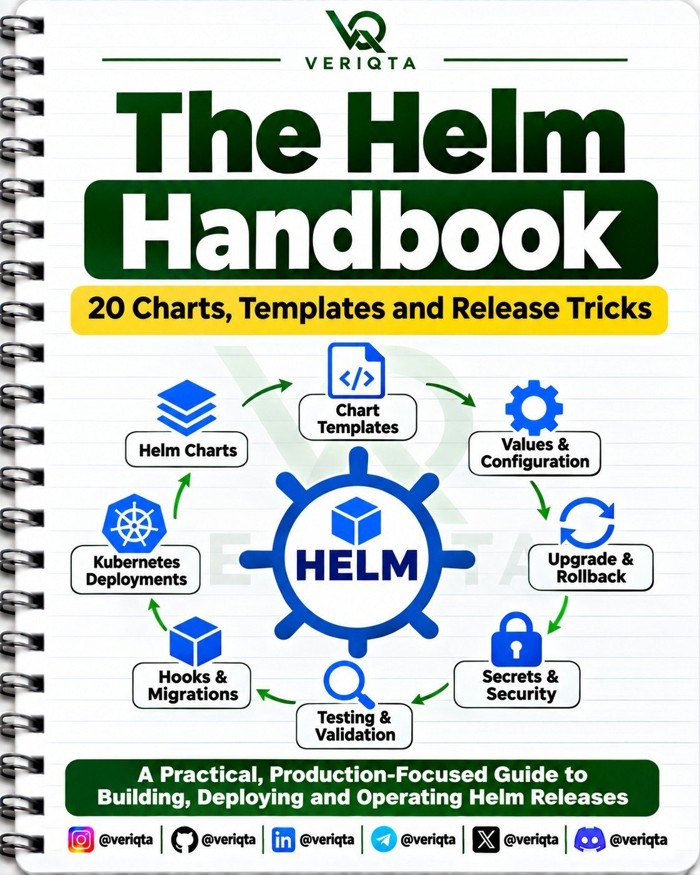 VERIQTA
The Helm
Handbook
20 Charts, Templates and Release Tricks
Chart
Templates
Helm Charts
Values &
Configuration
Kubernetes
Deployments
HELM
Upgrade &
Rollback
Hooks &
Migrations
Secrets &
Security
Testing &
Validation
A Practical, Production-Focused Guide to
Building, Deploying and Operating Helm Releases
@veriqta @veriqta @veriqta @veriqta @veriqta @veriqta